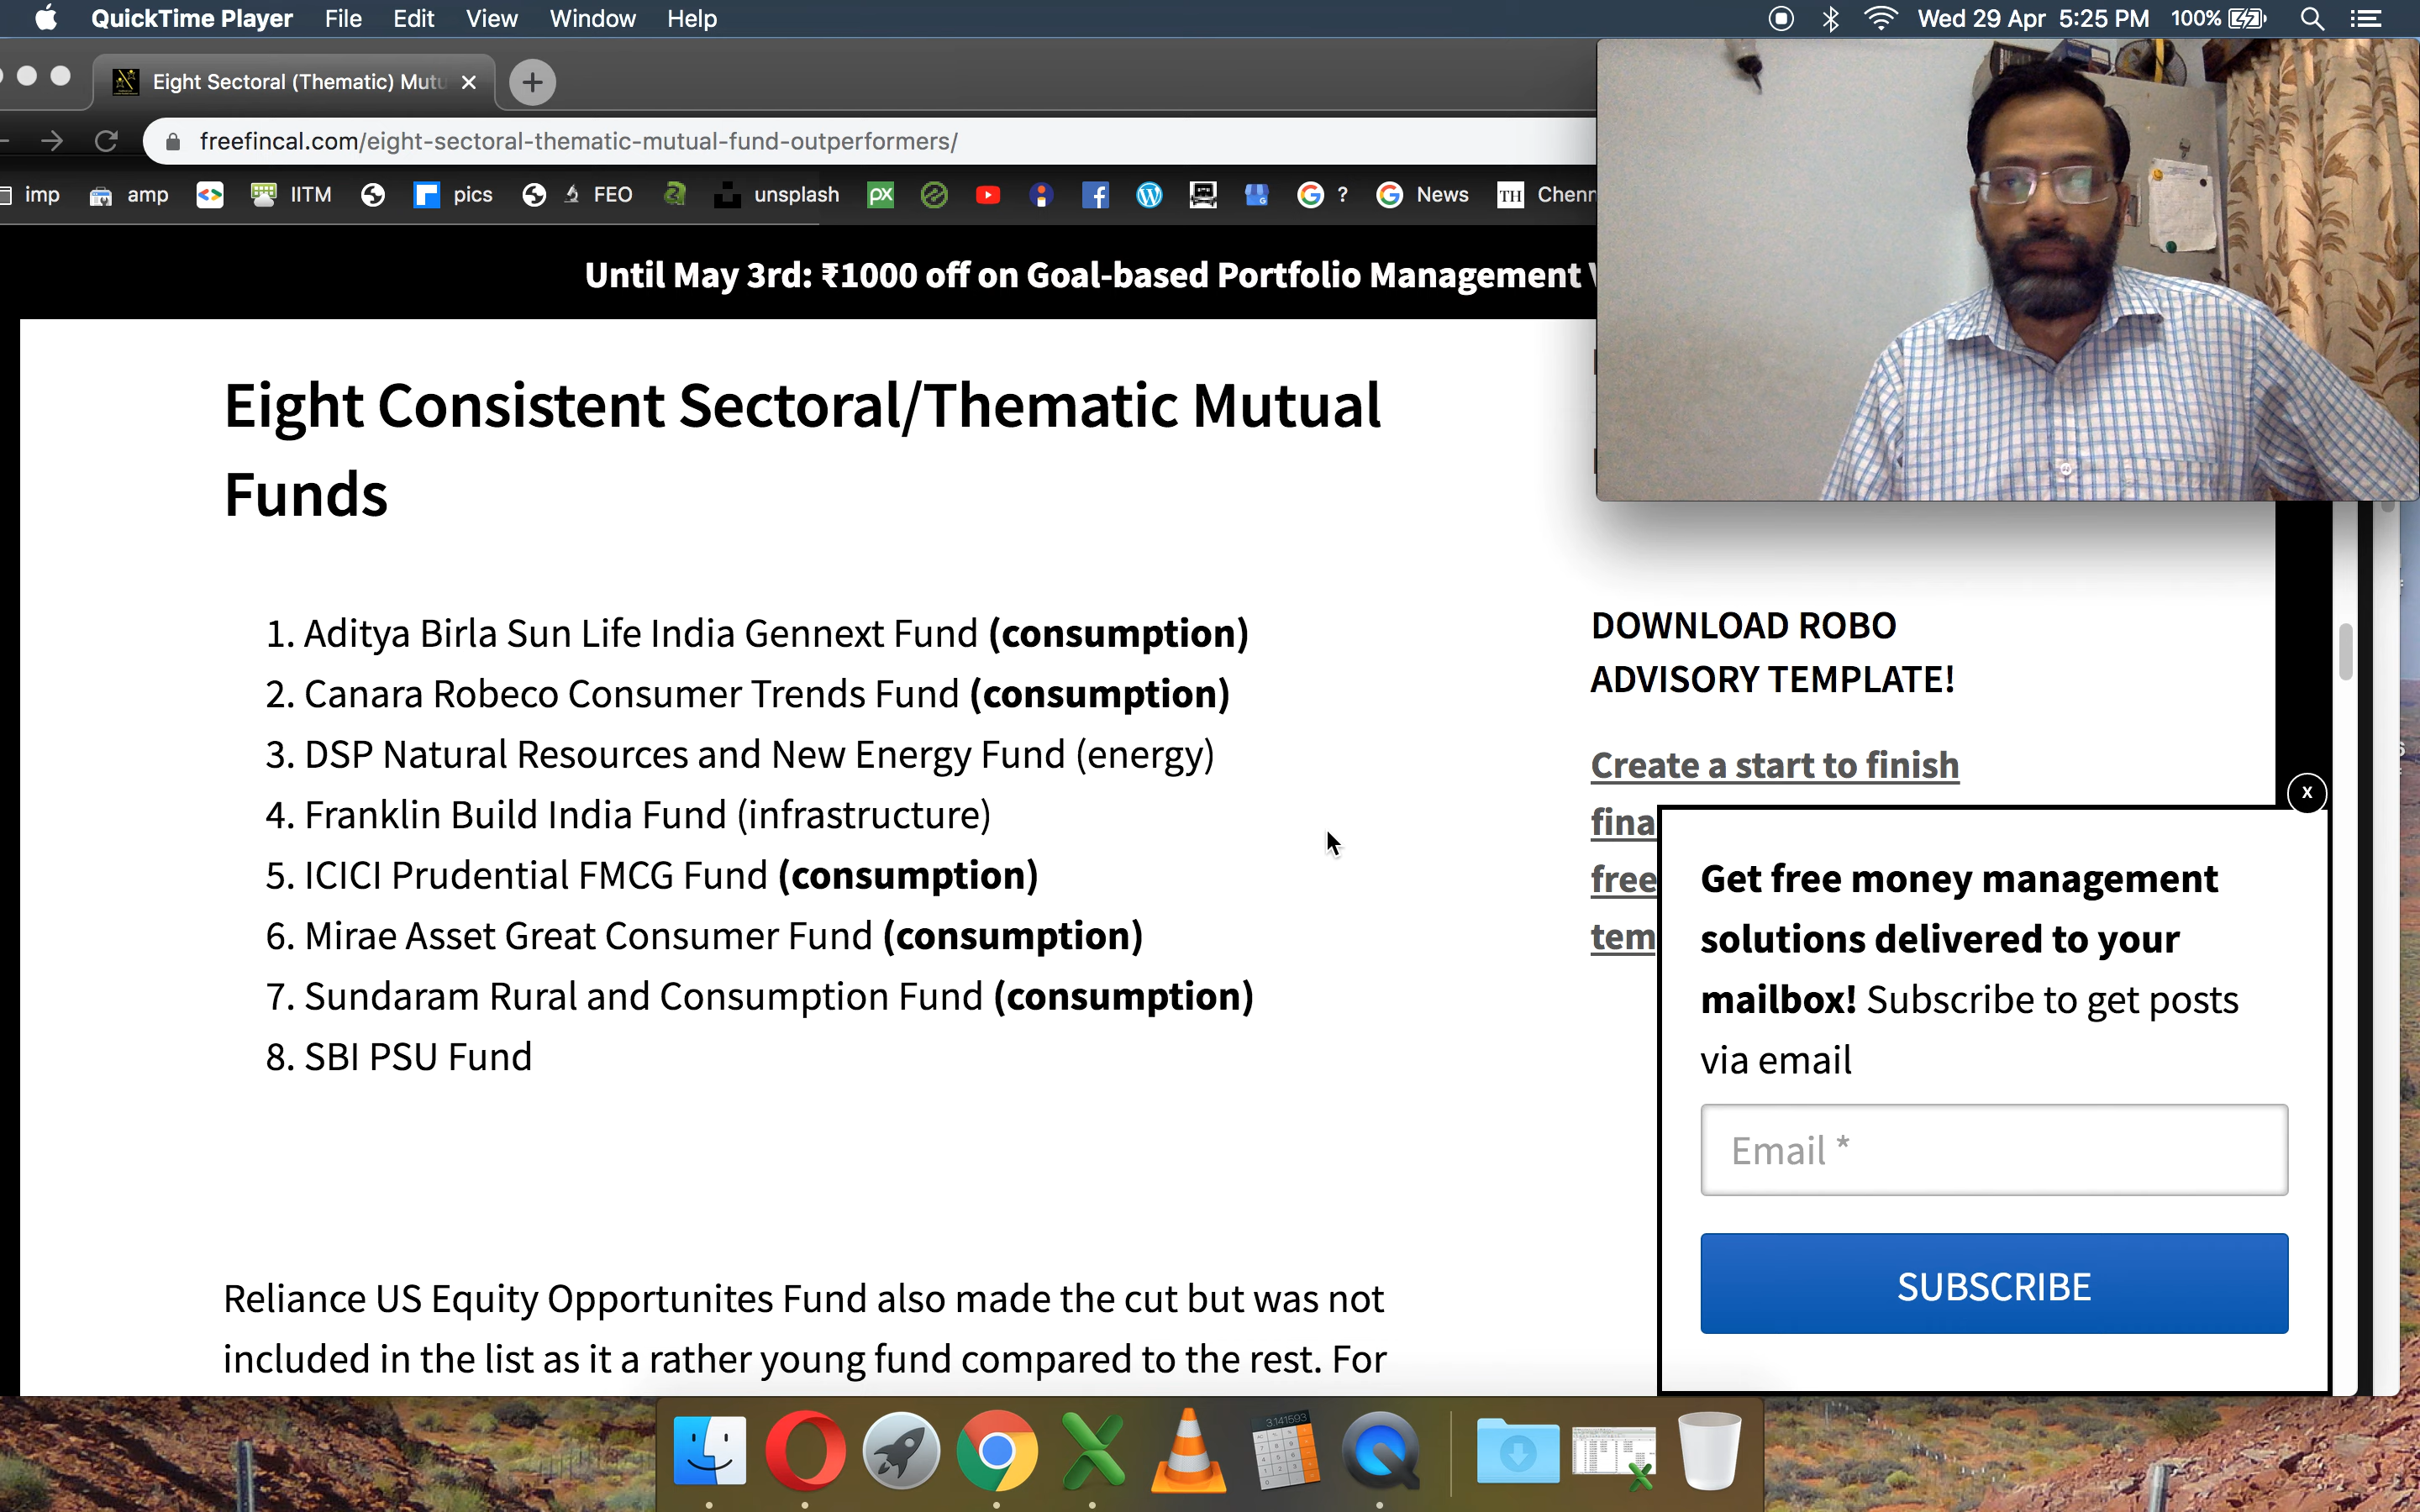 QuickTime Player File Edit View Window Help Wed 29 Apr 5:25 PM 100%
Eight Sectoral (Thematic) Mutu
freefincal.com/eight-sectoral-thematic-mutual-fund-outperformers/
imp amp IITM pics FEO unsplash px ? News TH Chenn
Until May 3rd: ₹1000 off on Goal-based Portfolio Management
Eight Consistent Sectoral/Thematic Mutual
Funds
1. Aditya Birla Sun Life India Gennext Fund (consumption)
2. Canara Robeco Consumer Trends Fund (consumption)
3. DSP Natural Resources and New Energy Fund (energy)
4. Franklin Build India Fund (infrastructure)
5. ICICI Prudential FMCG Fund (consumption)
6. Mirae Asset Great Consumer Fund (consumption)
7. Sundaram Rural and Consumption Fund (consumption)
8. SBI PSU Fund
Reliance US Equity Opportunites Fund also made the cut but was not
included in the list as it a rather young fund compared to the rest. For
DOWNLOAD ROBO
ADVISORY TEMPLATE!
Create a start to finish
fina
free
tem
x
Get free money management
solutions delivered to your
mailbox! Subscribe to get posts
via email
Email *
SUBSCRIBE
3.141593